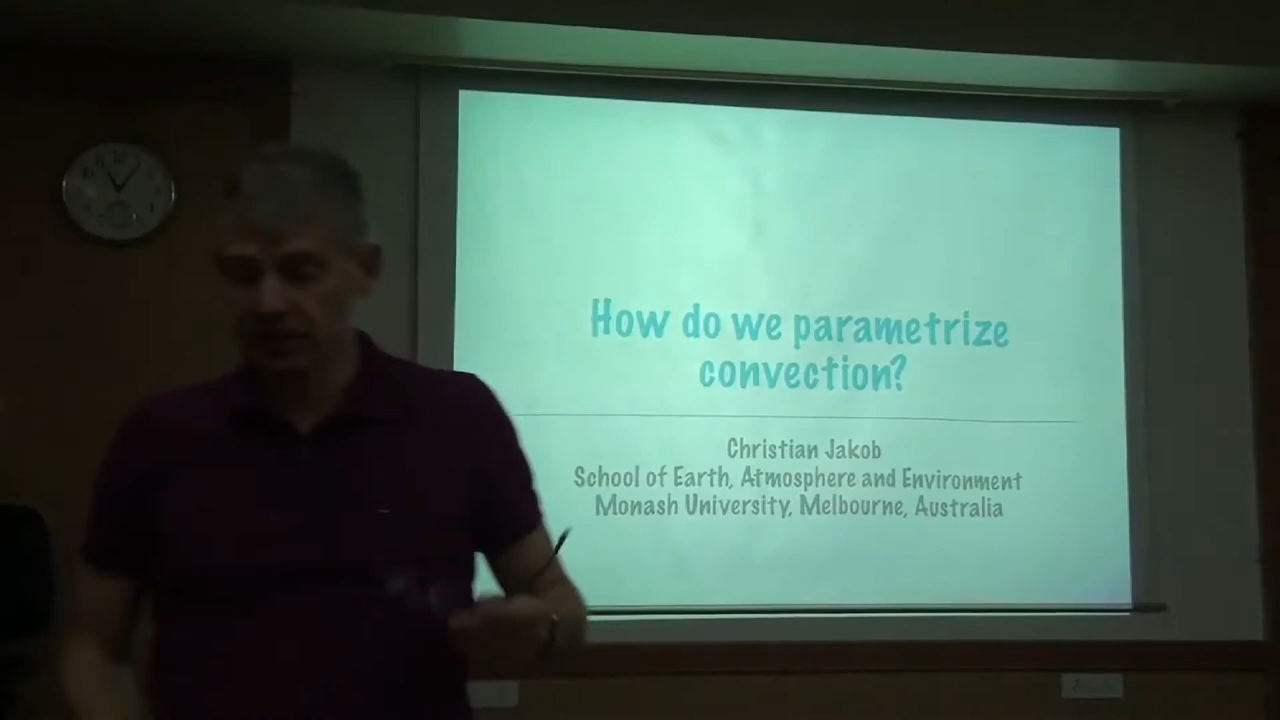 How do we parametrize
convection?
Christian Jakob
School of Earth, Atmosphere and Environment
Monash University, Melbourne, Australia